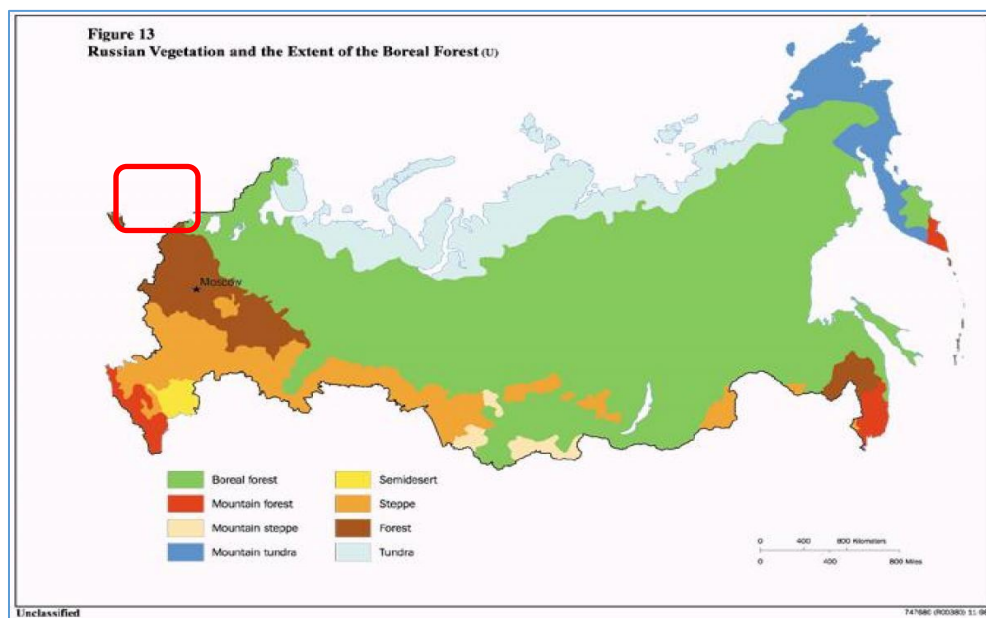 Figure 13
Russian Vegetation and the Extent of the Boreal Forest (U)
Moscow
Boreal forest
Mountain forest
Mountain steppe
Mountain tundra
Semidesert
Steppe
Forest
Tundra
0 400 800 Kilometers
0 400 800 Miles
Unclassified